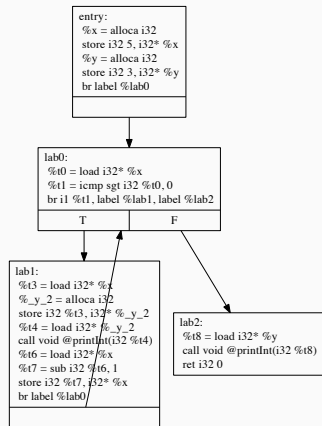 entry:
%x = alloca i32
store i32 5, i32* %x
%y = alloca i32
store i32 3, i32* %y
br label %lab0
lab0:
%t0 = load i32* %x
%t1 = icmp sgt i32 %t0, 0
br i1 %t1, label %lab1, label %lab2
T
F
lab1:
%t3 = load i32* %x
%_y_2 = alloca i32
store i32 %t3, i32* %_y_2
%t4 = load i32* %_y_2
call void @printInt(i32 %t4)
%t6 = load i32* %x
%t7 = sub i32 %t6, 1
store i32 %t7, i32* %x
br label %lab0
lab2:
%t8 = load i32* %y
call void @printInt(i32 %t8)
ret i32 0